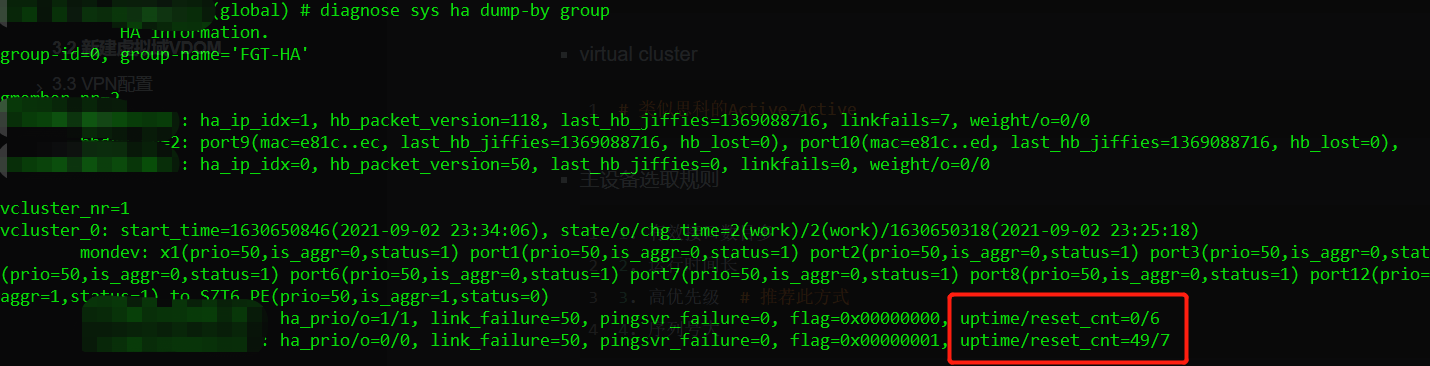 (global) # diagnose sys ha dump-by group
HA information.
3.2 新建虚拟域VDOM
group-id=0, group-name='FGT-HA'
virtual cluster
3.3 VPN配置
gmember_nr=2
1 # 类似思科的Active-Active
: ha_ip_idx=1, hb_packet_version=118, last_hb_jiffies=1369088716, linkfails=7, weight/o=0/0
=2: port9(mac=e81c..ec, last_hb_jiffies=1369088716, hb_lost=0), port10(mac=e81c..ed, last_hb_jiffies=1369088716, hb_lost=0),
: ha_ip_idx=0, hb_packet_version=50, last_hb_jiffies=0, linkfails=0, weight/o=0/0
主设备选取规则
vcluster_nr=1
vcluster_0: start_time=1630650846(2021-09-02 23:34:06), state/o/chg_time=2(work)/2(work)/1630650318(2021-09-02 23:25:18)
mondev: x1(prio=50,is_aggr=0,status=1) port1(prio=50,is_aggr=0,status=1) port2(prio=50,is_aggr=0,status=1) port3(prio=50,is_aggr=0,stat
(prio=50,is_aggr=0,status=1) port6(prio=50,is_aggr=0,status=1) port7(prio=50,is_aggr=0,status=1) port8(prio=50,is_aggr=0,status=1) port12(prio=
aggr=1,status=1) to_SZT6_PE(prio=50,is_aggr=1,status=0)
3 3. 高优先级 # 推荐此方式
ha_prio/o=1/1, link_failure=50, pingsvr_failure=0, flag=0x00000000, uptime/reset_cnt=0/6
: ha_prio/o=0/0, link_failure=50, pingsvr_failure=0, flag=0x00000001, uptime/reset_cnt=49/7